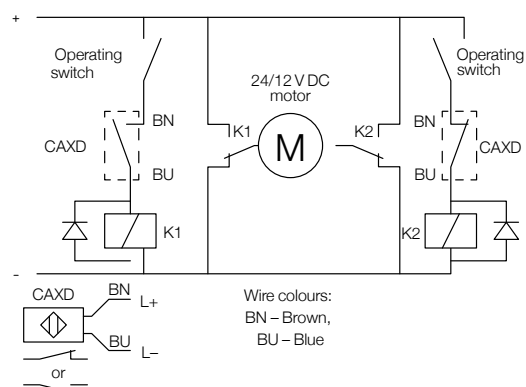 +
Operating
switch
Operating
switch
24/12 V DC
motor
BN
K1
M
K2
BN
CAXD
CAXD
BU
BU
K1
K2
-
CAXD
BN
L+
BU
L–
or
Wire colours:
BN – Brown,
BU – Blue